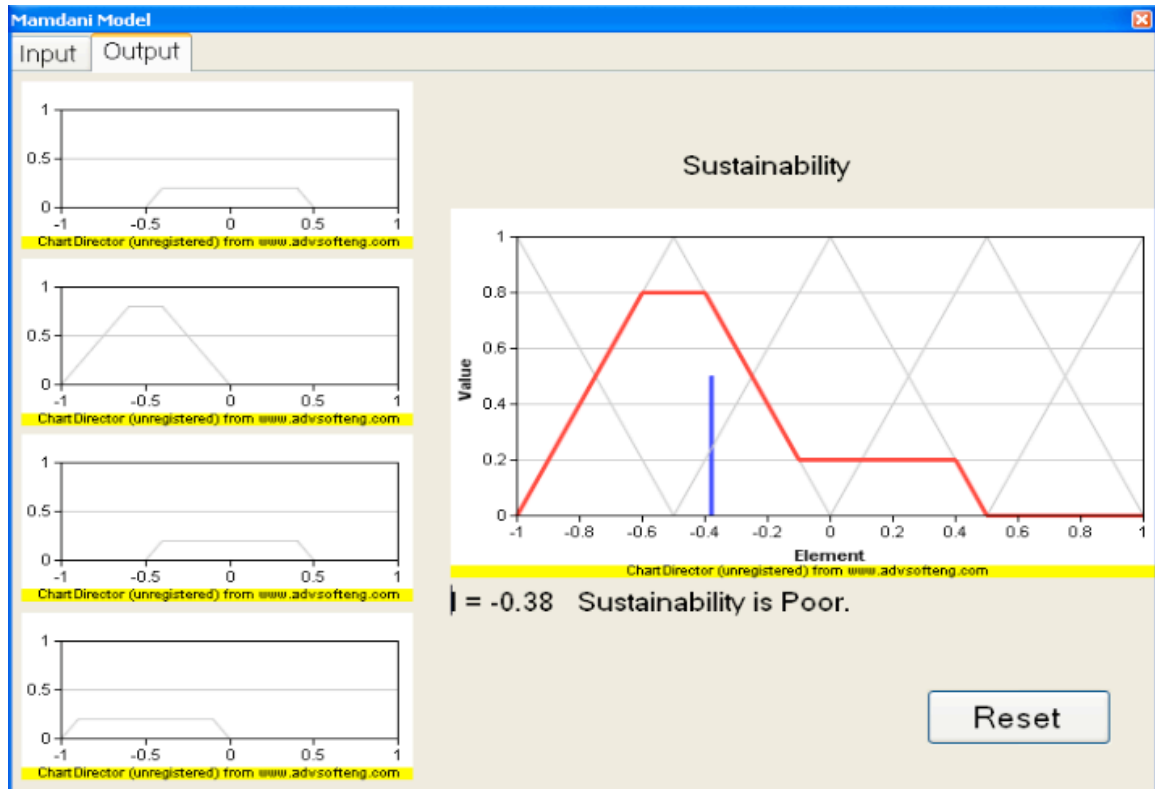 Mamdani Model
Input Output
1
0.5
0
-1 -0.5 0 0.5 1
ChartDirector (unregistered) from www.advsofteng.com
1
0.5
0
-1 -0.5 0 0.5 1
ChartDirector (unregistered) from www.advsofteng.com
1
0.5
0
-1 -0.5 0 0.5 1
ChartDirector (unregistered) from www.advsofteng.com
1
0.5
0
-1 -0.5 0 0.5 1
ChartDirector (unregistered) from www.advsofteng.com
Sustainability
1
0.8
0.6
0.4
0.2
0
Value
-1 -0.8 -0.6 -0.4 -0.2 0 0.2 0.4 0.6 0.8 1
Element
ChartDirector (unregistered) from www.advsofteng.com
I = -0.38 Sustainability is Poor.
Reset